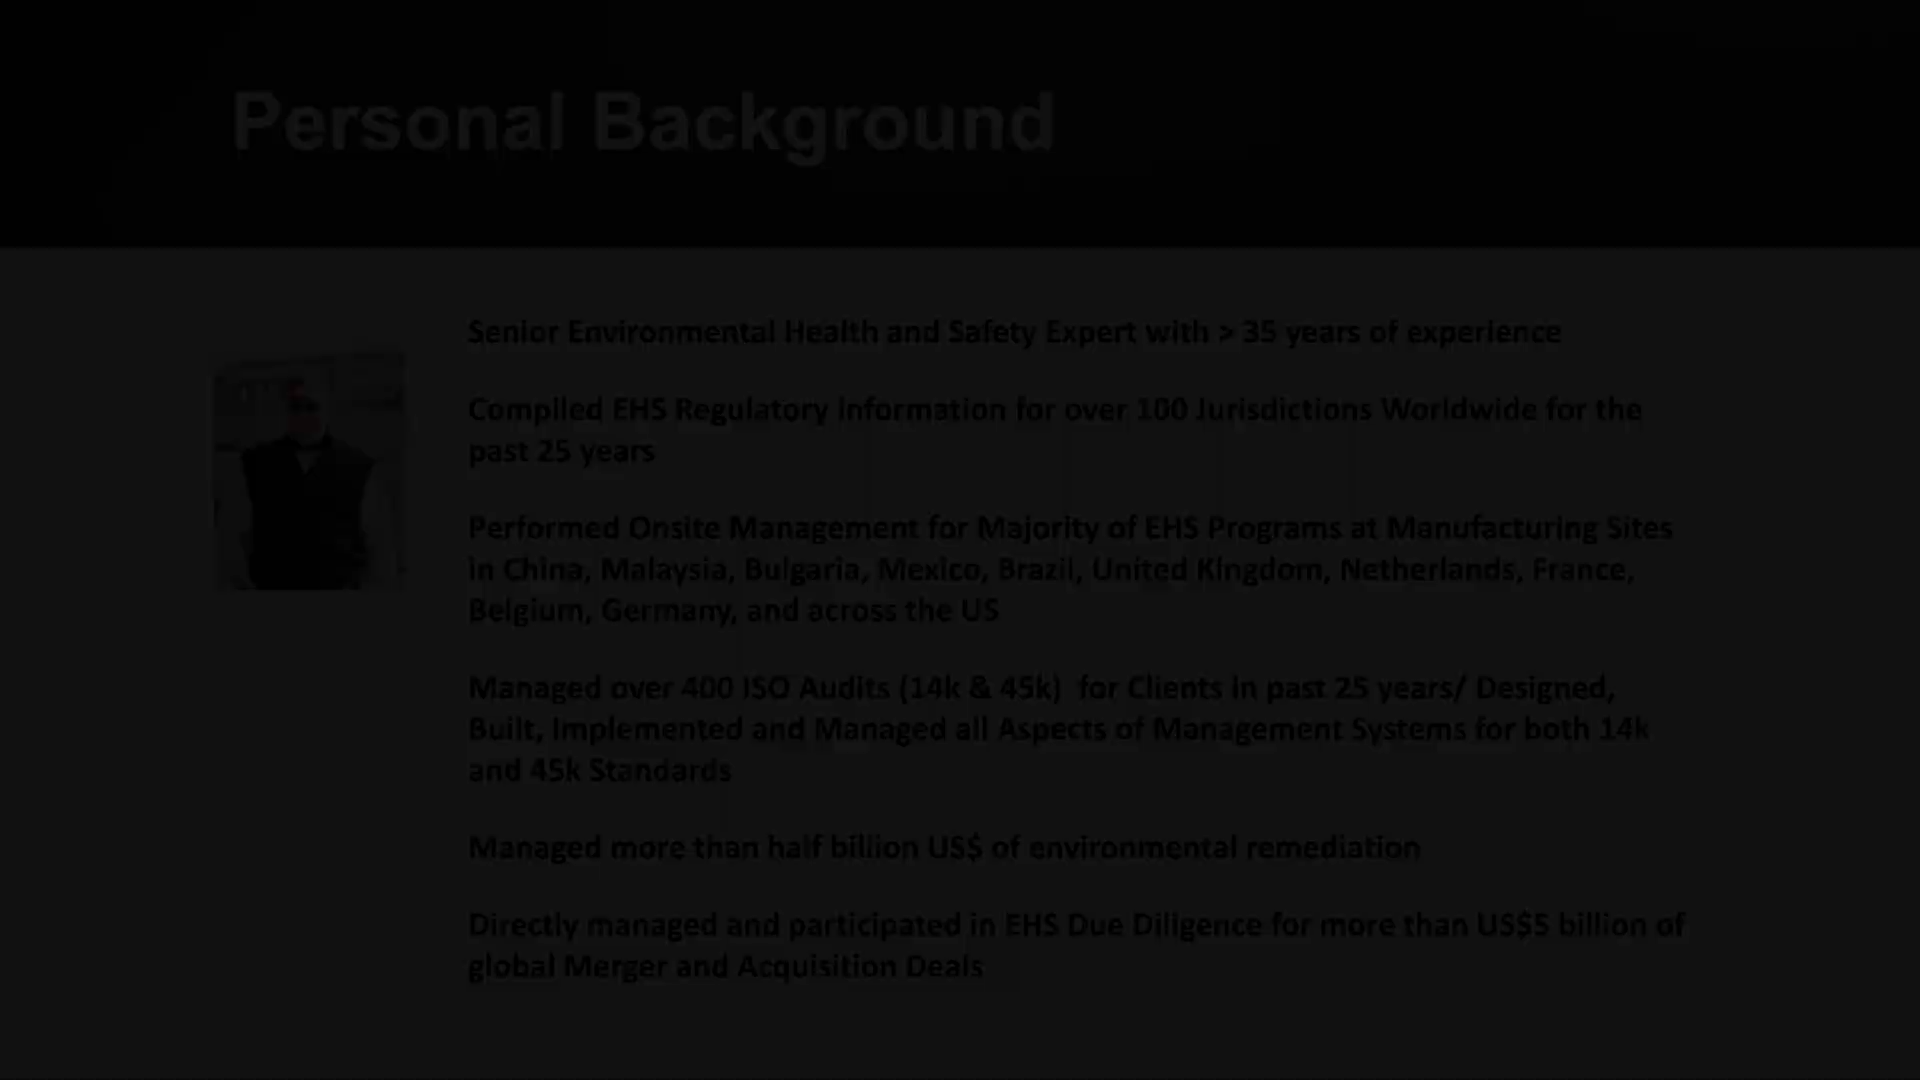 Personal Background
Senior Environmental Health and Safety Expert with > 35 years of experience
Compiled EHS Regulatory Information for over 100 Jurisdictions Worldwide for the
past 25 years
Performed Onsite Management for Majority of EHS Programs at Manufacturing Sites
in China, Malaysia, Bulgaria, Mexico, Brazil, United Kingdom, Netherlands, France,
Belgium, Germany, and across the US
Managed over 400 ISO Audits (14k & 45k)  for Clients in past 25 years/ Designed,
Built, Implemented and Managed all Aspects of Management Systems for both 14k
and 45k Standards
Managed more than half billion US$ of environmental remediation
Directly managed and participated in EHS Due Diligence for more than US$5 billion of
global Merger and Acquisition Deals